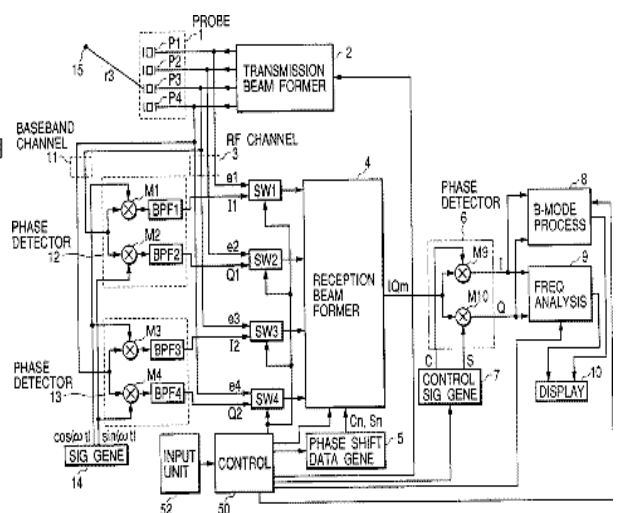 PROBE
1
P1
P2
P3
P4
15
r3
2
TRANSMISSION
BEAM FORMER
BASEBAND
CHANNEL
11
RF CHANNEL
3
4
e1
SW1
I1
M1
BPF1
M2
BPF2
PHASE
DETECTOR
12
e2
SW2
Q1
RECEPTION
BEAM
FORMER
IQm
PHASE
DETECTOR
6
M9
I
M10
Q
C
S
8
B-MODE
PROCESS
9
FREQ
ANALYSIS
M3
BPF3
M4
BPF4
PHASE
DETECTOR
13
e3
SW3
I2
e4
SW4
Q2
CONTROL
SIG GENE
7
DISPLAY
10
cos(ωt)
sin(ωt)
SIG GENE
14
INPUT
UNIT
52
CONTROL
50
Cn, Sn
PHASE SHIFT
DATA GENE
5